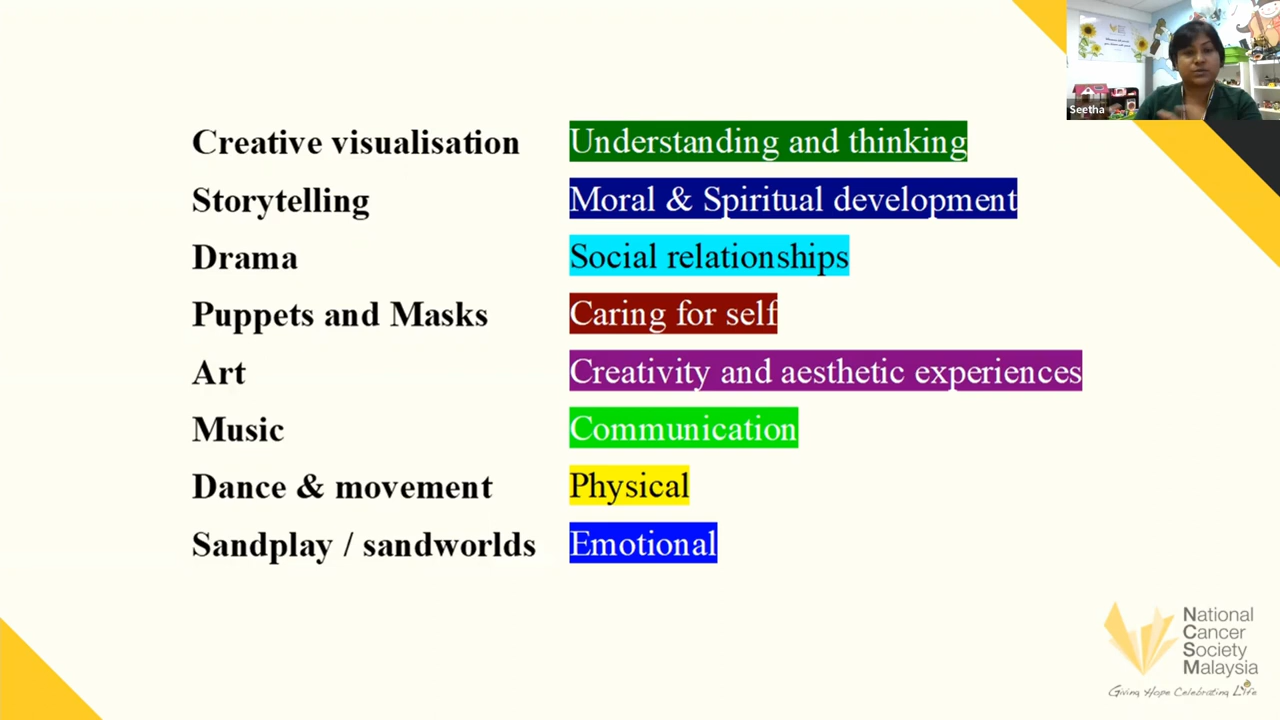 Seetha
Creative visualisation Understanding and thinking
Storytelling Moral & Spiritual development
Drama Social relationships
Puppets and Masks Caring for self
Art Creativity and aesthetic experiences
Music Communication
Dance & movement Physical
Sandplay / sandworlds Emotional
National
Cancer
Society
Malaysia
Giving Hope Celebrating Life